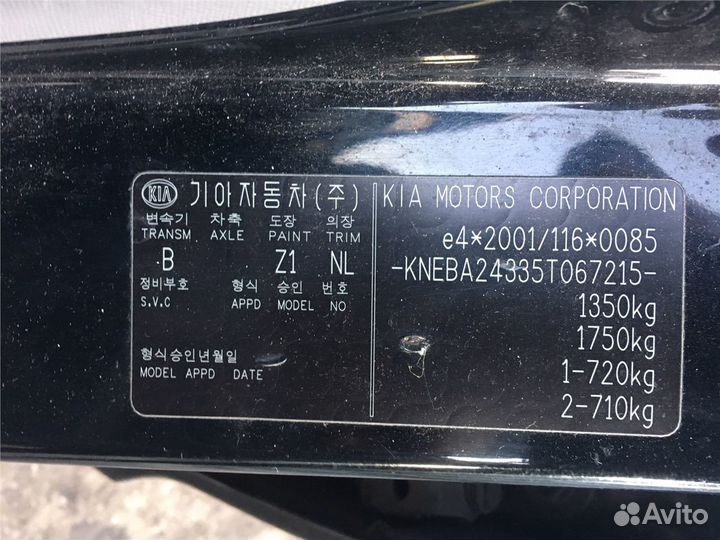 KIA 기아자동차(주)
변속기 차축 도장 의장
TRANSM AXLE PAINT TRIM
B Z1 NL
정비부호 형식 승인 번호
S.V.C APPD MODEL NO
형식승인년월일
MODEL APPD DATE
KIA MOTORS CORPORATION
e4*2001/116*0085
-KNEBA24335T067215-
1350kg
1750kg
1-720kg
2-710kg
Avito